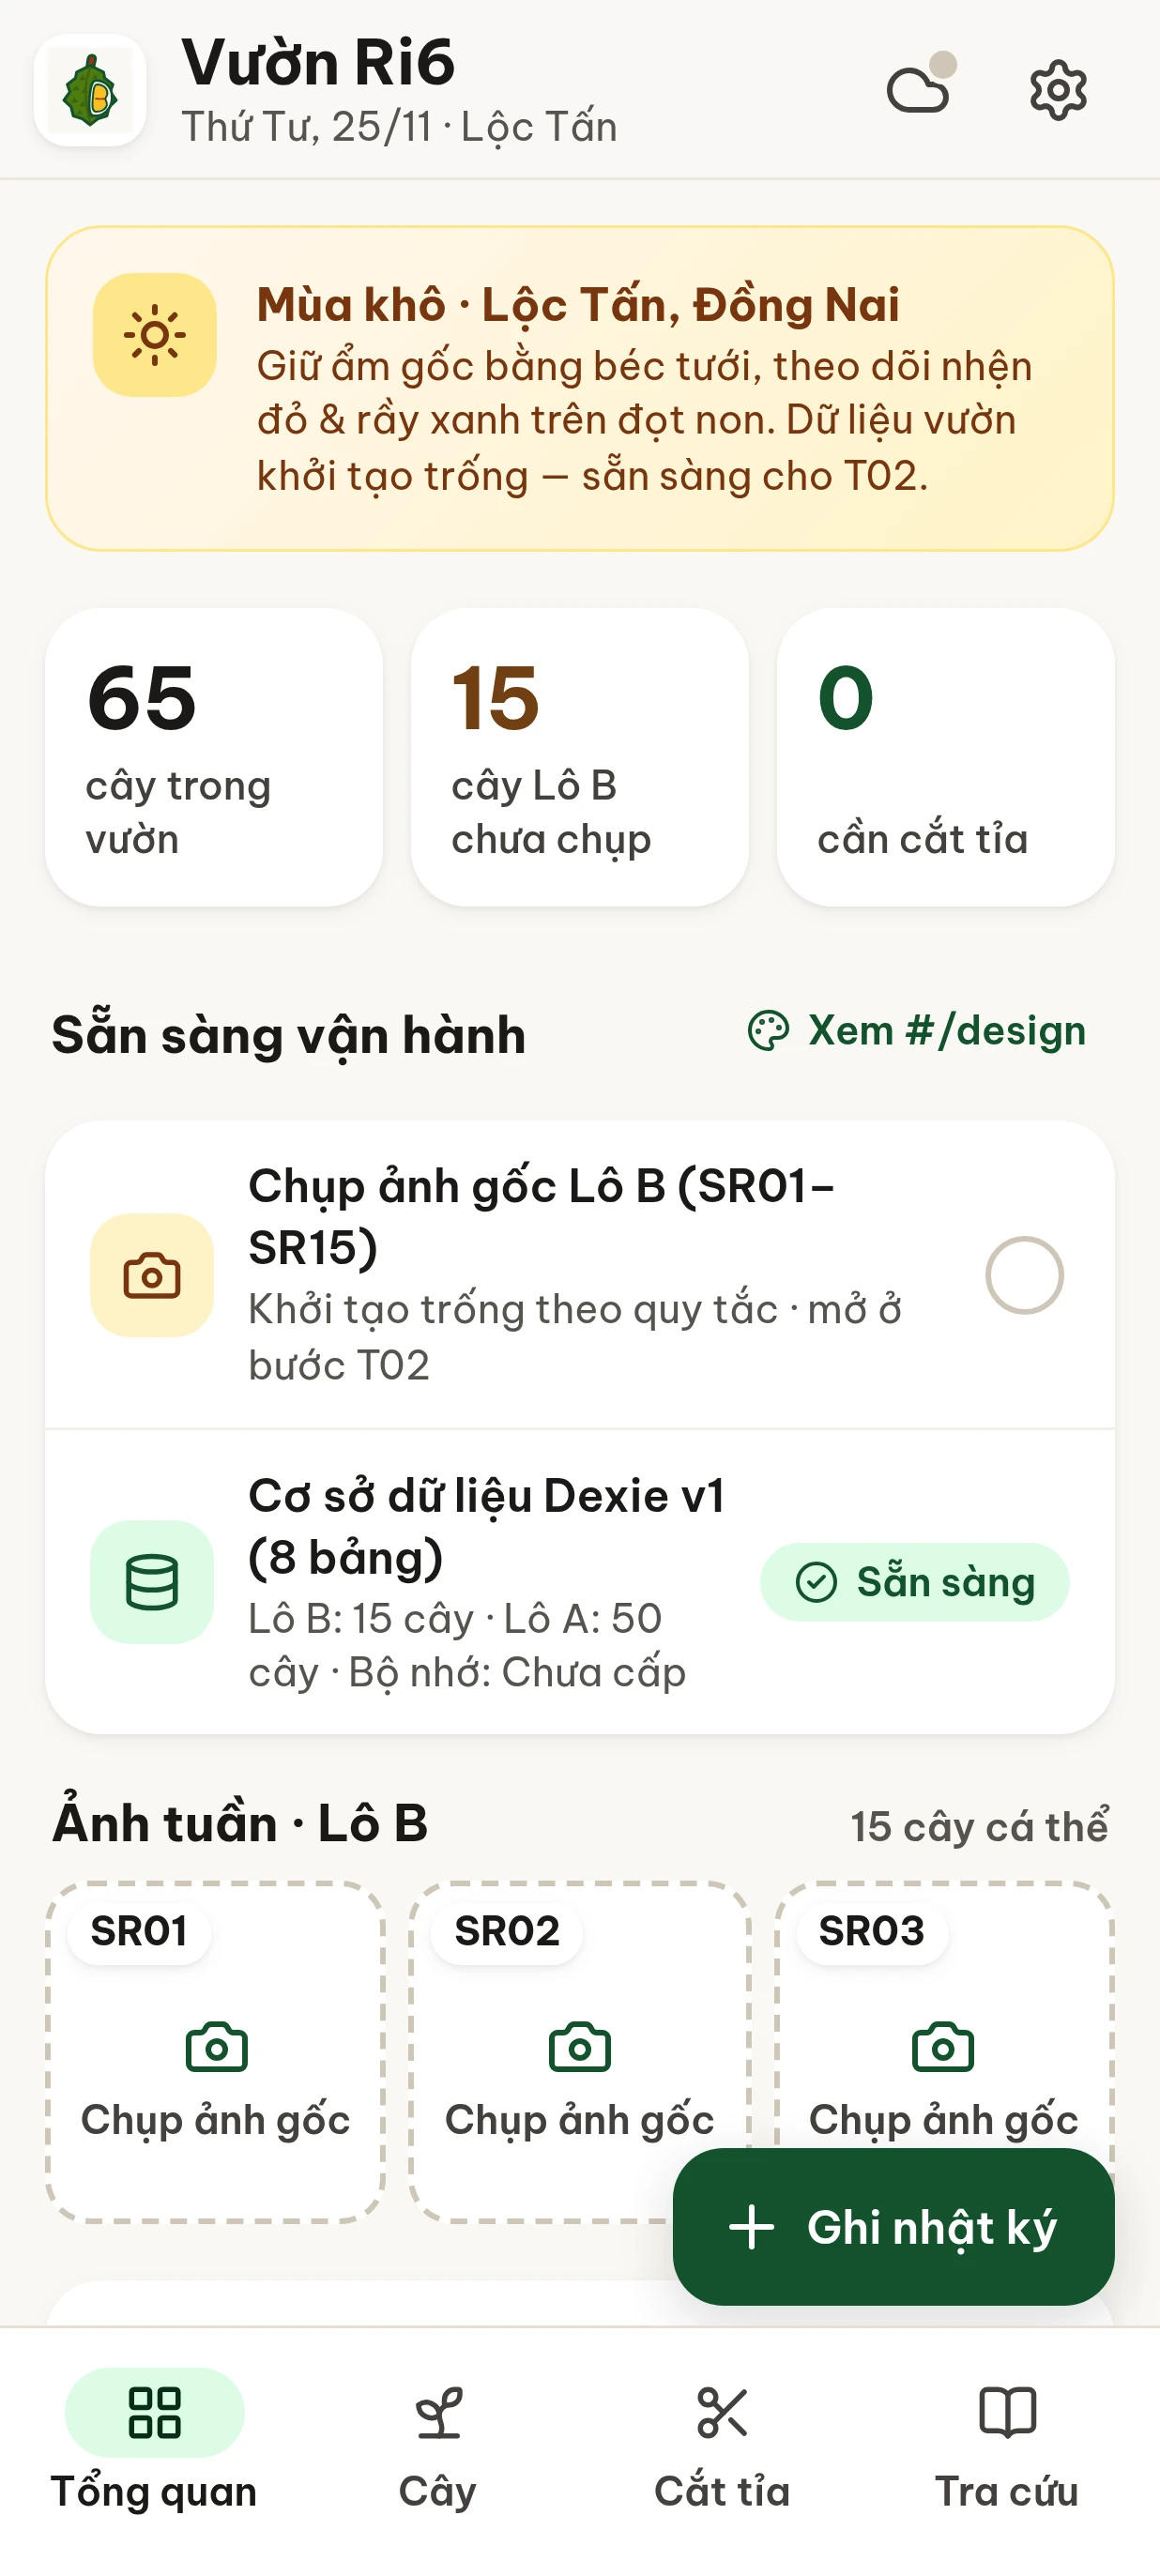 Vườn Ri6
Thứ Tư, 25/11 · Lộc Tấn
Mùa khô · Lộc Tấn, Đồng Nai
Giữ ẩm gốc bằng béc tưới, theo dõi nhện
đỏ & rầy xanh trên đọt non. Dữ liệu vườn
khởi tạo trống — sẵn sàng cho T02.
65
cây trong
vườn
15
cây Lô B
chưa chụp
0
cần cắt tỉa
Sẵn sàng vận hành
Xem #/design
Chụp ảnh gốc Lô B (SR01–
SR15)
Khởi tạo trống theo quy tắc · mở ở
bước T02
Cơ sở dữ liệu Dexie v1
(8 bảng)
Lô B: 15 cây · Lô A: 50
cây · Bộ nhớ: Chưa cấp
Sẵn sàng
Ảnh tuần · Lô B
15 cây cá thể
SR01
Chụp ảnh gốc
SR02
Chụp ảnh gốc
SR03
Chụp ảnh gốc
Ghi nhật ký
Tổng quan
Cây
Cắt tỉa
Tra cứu